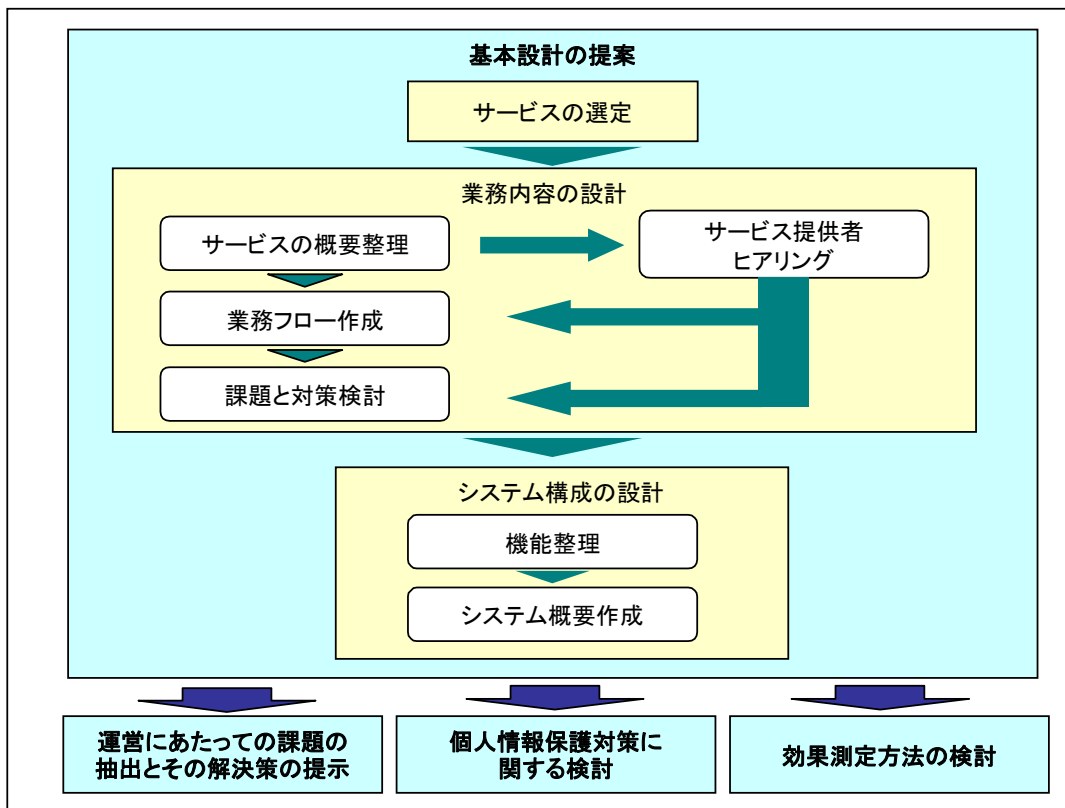 基本設計の提案
サービスの選定
業務内容の設計
サービスの概要整理
サービス提供者
ヒアリング
業務フロー作成
課題と対策検討
システム構成の設計
機能整理
システム概要作成
運営にあたっての課題の
抽出とその解決策の提示
個人情報保護対策に
関する検討
効果測定方法の検討